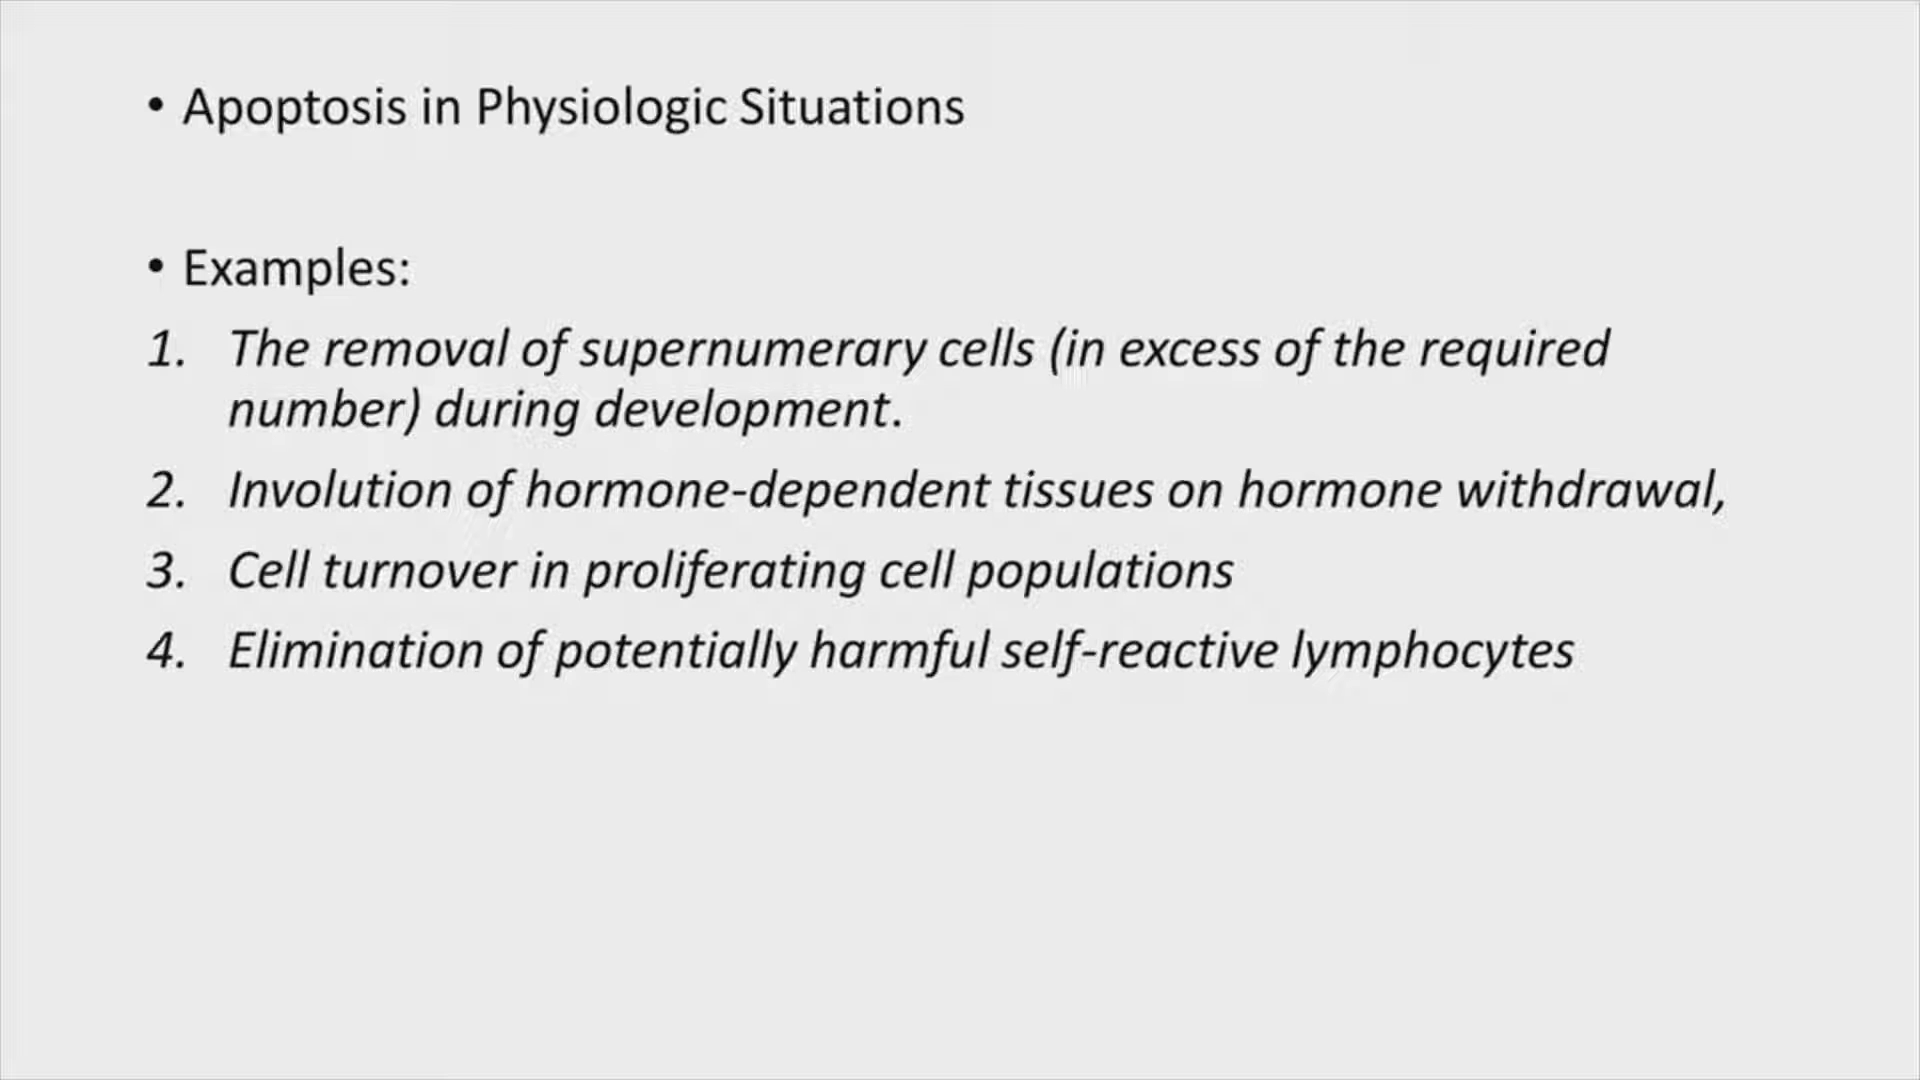 • Apoptosis in Physiologic Situations
• Examples:
1. The removal of supernumerary cells (in excess of the required
number) during development.
2. Involution of hormone-dependent tissues on hormone withdrawal,
3. Cell turnover in proliferating cell populations
4. Elimination of potentially harmful self-reactive lymphocytes